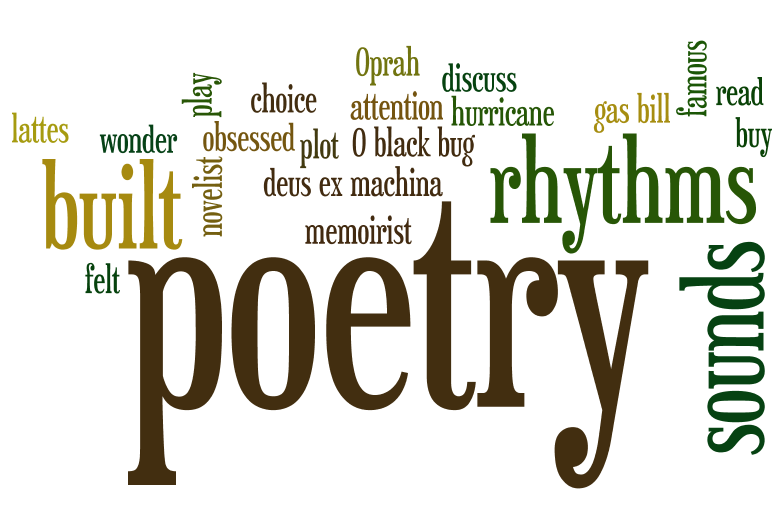 Oprah
discuss
famous
read
play
choice
attention
hurricane
gas bill
buy
lattes
wonder
obsessed
plot
O black bug
built
novelist
deus ex machina
rhythms
memoirist
felt
poetry
sounds